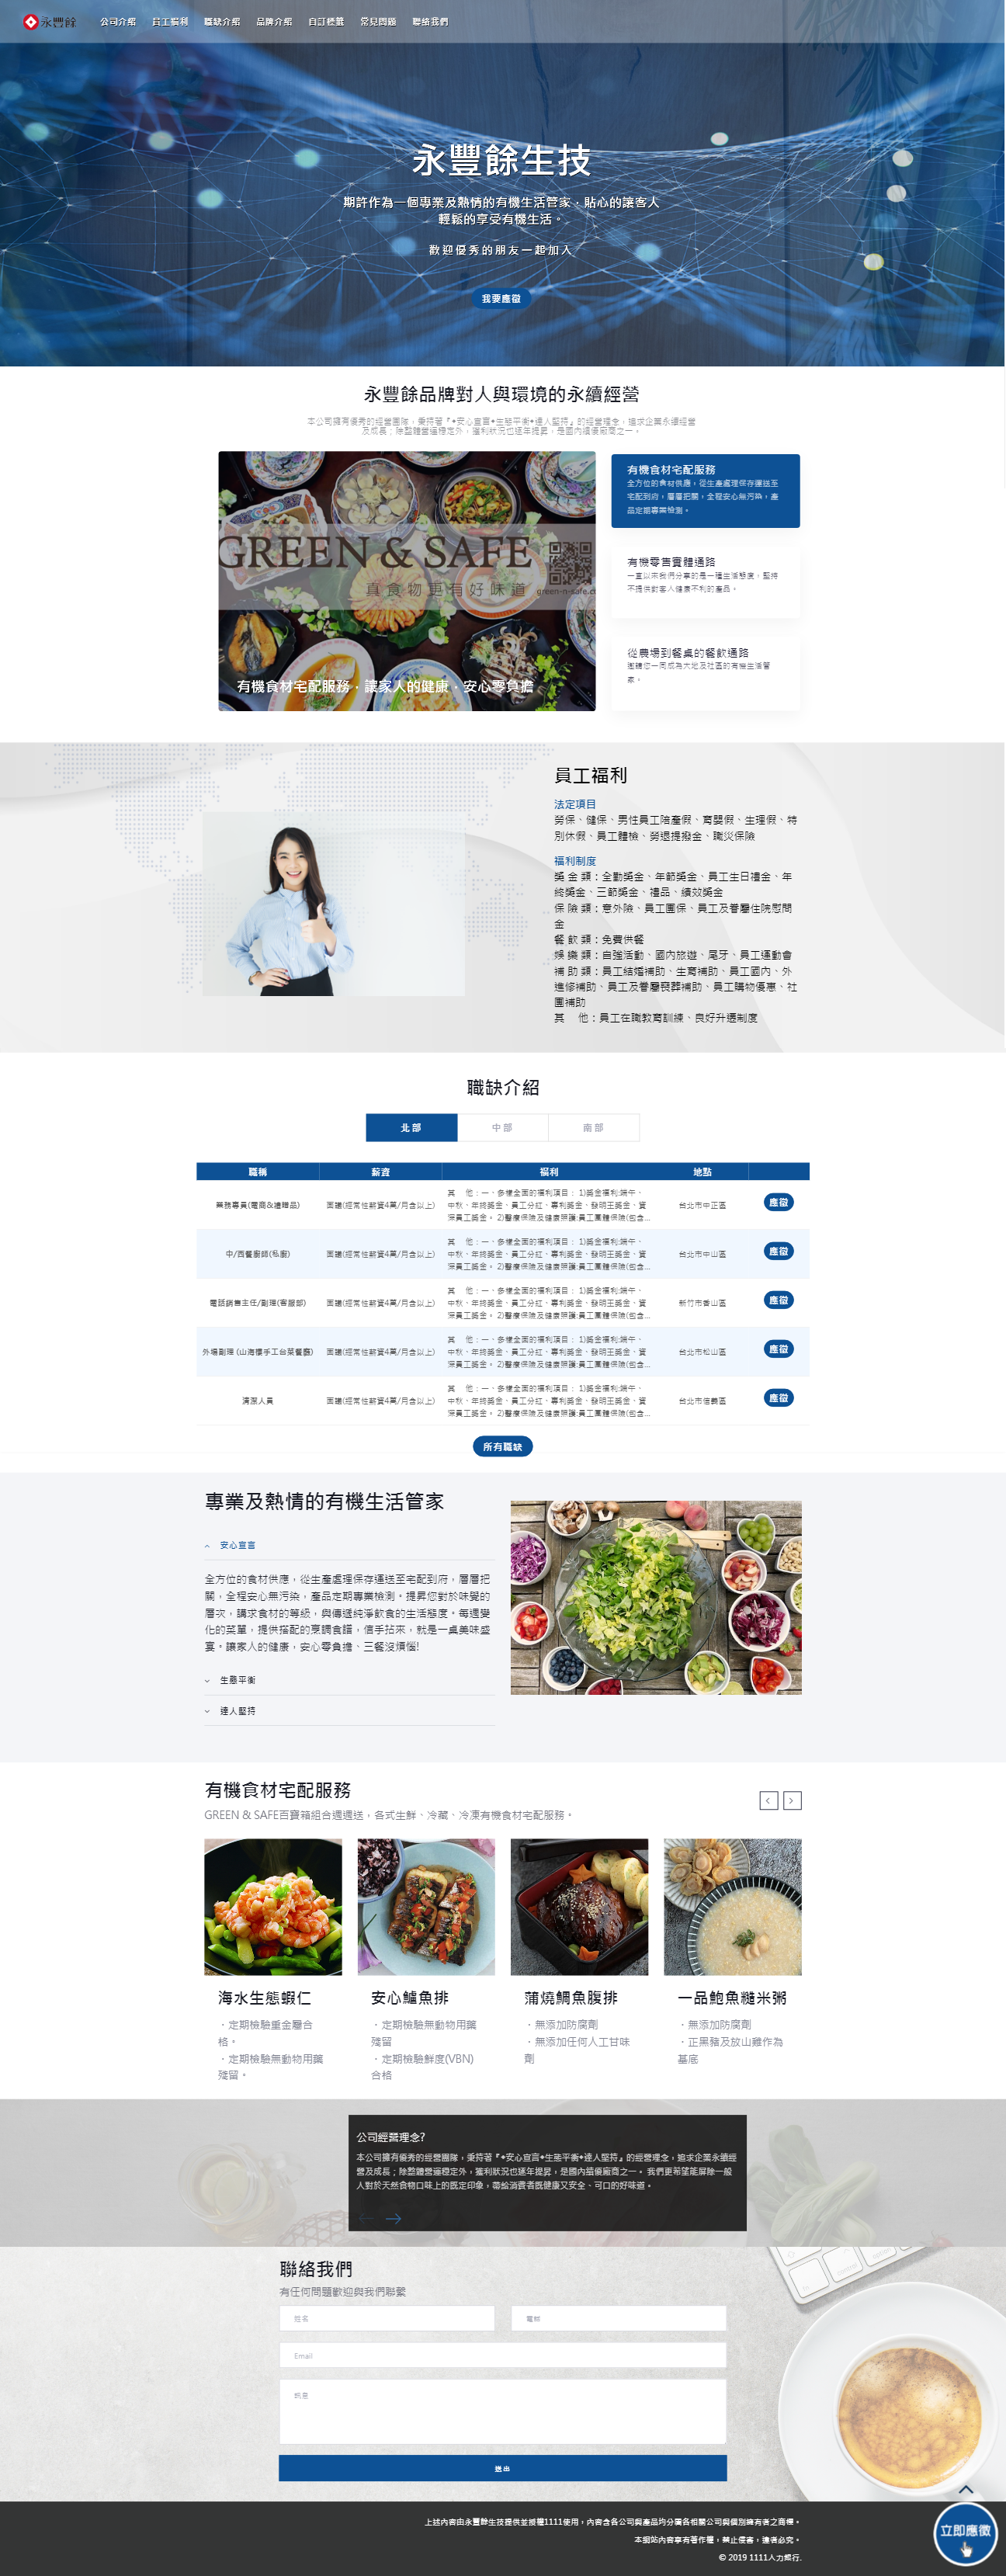 永豐餘
公司介紹 員工福利 職缺介紹 品牌介紹 自訂標籤 常見問題 聯絡我們
永豐餘生技
期許作為一個專業及熱情的有機生活管家，貼心的讓客人
輕鬆的享受有機生活。
歡迎優秀的朋友一起加入
我要應徵
永豐餘品牌對人與環境的永續經營
本公司擁有優秀的經營團隊，秉持著『+安心宣言+生態平衡+達人堅持』的經營理念，追求企業永續經營
及成長；除整體營運穩定外，獲利狀況也逐年提昇，是國內績優廠商之一。
GREEN & SAFE
真食物更有好味道
有機食材宅配服務，讓家人的健康，安心零負擔
有機食材宅配服務
全方位的食材供應，從生產處理保存運送至
宅配到府，層層把關，全程安心無污染，產
品定期專業檢測。
有機零售實體通路
一直以來我們分享的是一種生活態度，堅持
不提供對客人健康不利的產品。
從農場到餐桌的餐飲通路
邀請您一同成為大地及社區的有機生活管
家。
員工福利
法定項目
勞保、健保、男性員工陪產假、育嬰假、生理假、特
別休假、員工體檢、勞退提撥金、職災保險
福利制度
獎 金 類：全勤獎金、年節獎金、員工生日禮金、年
終獎金、三節獎金、禮品、績效獎金
保 險 類：意外險、員工團保、員工及眷屬住院慰問
金
餐 飲 類：免費供餐
娛 樂 類：自強活動、國內旅遊、尾牙、員工運動會
補 助 類：員工結婚補助、生育補助、員工國內、外
進修補助、員工及眷屬喪葬補助、員工購物優惠、社
團補助
其 他：員工在職教育訓練、良好升遷制度
職缺介紹
北部 中部 南部
職稱 薪資 福利 地點
業務專員(電商&禮贈品) 面議(經常性薪資4萬/月含以上) 其 他：一、多樣全面的福利項目： 1)獎金福利:端午、
中秋、年終獎金、員工分紅、專利獎金、發明王獎金、資
深員工獎金。 2)醫療保險及健康照護:員工團體保險(包含... 台北市中正區 應徵
中/西餐廚師(私廚) 面議(經常性薪資4萬/月含以上) 其 他：一、多樣全面的福利項目： 1)獎金福利:端午、
中秋、年終獎金、員工分紅、專利獎金、發明王獎金、資
深員工獎金。 2)醫療保險及健康照護:員工團體保險(包含... 台北市中山區 應徵
電話銷售主任/副理(客服部) 面議(經常性薪資4萬/月含以上) 其 他：一、多樣全面的福利項目： 1)獎金福利:端午、
中秋、年終獎金、員工分紅、專利獎金、發明王獎金、資
深員工獎金。 2)醫療保險及健康照護:員工團體保險(包含... 新竹市香山區 應徵
外場副理 (山海樓手工台菜餐廳) 面議(經常性薪資4萬/月含以上) 其 他：一、多樣全面的福利項目： 1)獎金福利:端午、
中秋、年終獎金、員工分紅、專利獎金、發明王獎金、資
深員工獎金。 2)醫療保險及健康照護:員工團體保險(包含... 台北市松山區 應徵
清潔人員 面議(經常性薪資4萬/月含以上) 其 他：一、多樣全面的福利項目： 1)獎金福利:端午、
中秋、年終獎金、員工分紅、專利獎金、發明王獎金、資
深員工獎金。 2)醫療保險及健康照護:員工團體保險(包含... 台北市信義區 應徵
所有職缺
專業及熱情的有機生活管家
安心宣言
全方位的食材供應，從生產處理保存運送至宅配到府，層層把
關，全程安心無污染，產品定期專業檢測。提昇您對於味覺的
層次，講求食材的等級，與傳遞純淨飲食的生活態度。每週變
化的菜單，提供搭配的烹調食譜，信手拈來，就是一桌美味盛
宴。讓家人的健康，安心零負擔、三餐沒煩惱!
生態平衡
達人堅持
有機食材宅配服務
GREEN & SAFE百寶箱組合週週送，各式生鮮、冷藏、冷凍有機食材宅配服務。
海水生態蝦仁
．定期檢驗重金屬合
格。
．定期檢驗無動物用藥
殘留。
安心鱸魚排
．定期檢驗無動物用藥
殘留
．定期檢驗鮮度(VBN)
合格
蒲燒鯛魚腹排
．無添加防腐劑
．無添加任何人工甘味
劑
一品鮑魚糙米粥
．無添加防腐劑
．正黑豬及放山雞作為
基底
公司經營理念?
本公司擁有優秀的經營團隊，秉持著『+安心宣言+生態平衡+達人堅持』的經營理念，追求企業永續經
營及成長；除整體營運穩定外，獲利狀況也逐年提昇，是國內績優廠商之一。 我們更希望能屏除一般
人對於天然食物口味上的既定印象，帶給消費者既健康又安全、可口的好味道。
聯絡我們
有任何問題歡迎與我們聯繫
姓名 電話
Email
訊息
送出
上述內容由永豐餘生技提供並授權1111使用，內容含各公司與產品均分屬各相關公司與個別擁有者之商標。
本網站內容享有著作權，禁止侵害，違者必究。
© 2019 1111人力銀行.
立即應徵